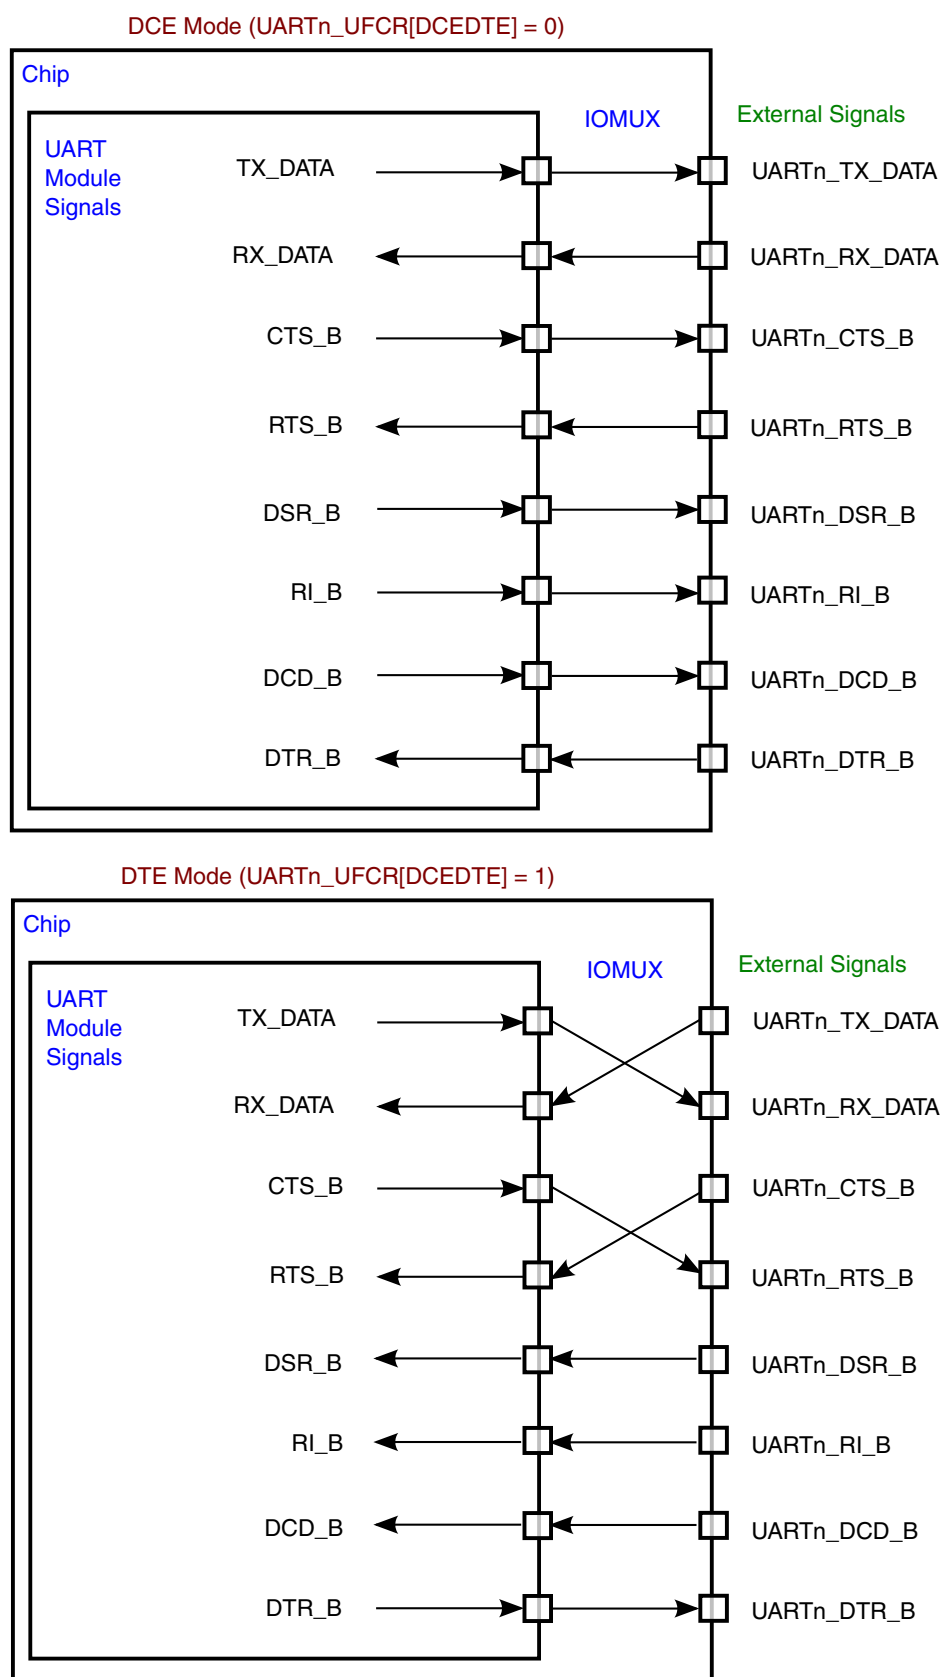 DCE Mode (UARTn_UFCR[DCEDTE] = 0)
Chip
IOMUX
External Signals
UART
Module
Signals
TX_DATA
UARTn_TX_DATA
RX_DATA
UARTn_RX_DATA
CTS_B
UARTn_CTS_B
RTS_B
UARTn_RTS_B
DSR_B
UARTn_DSR_B
RI_B
UARTn_RI_B
DCD_B
UARTn_DCD_B
DTR_B
UARTn_DTR_B
DTE Mode (UARTn_UFCR[DCEDTE] = 1)
Chip
IOMUX
External Signals
UART
Module
Signals
TX_DATA
UARTn_TX_DATA
RX_DATA
UARTn_RX_DATA
CTS_B
UARTn_CTS_B
RTS_B
UARTn_RTS_B
DSR_B
UARTn_DSR_B
RI_B
UARTn_RI_B
DCD_B
UARTn_DCD_B
DTR_B
UARTn_DTR_B